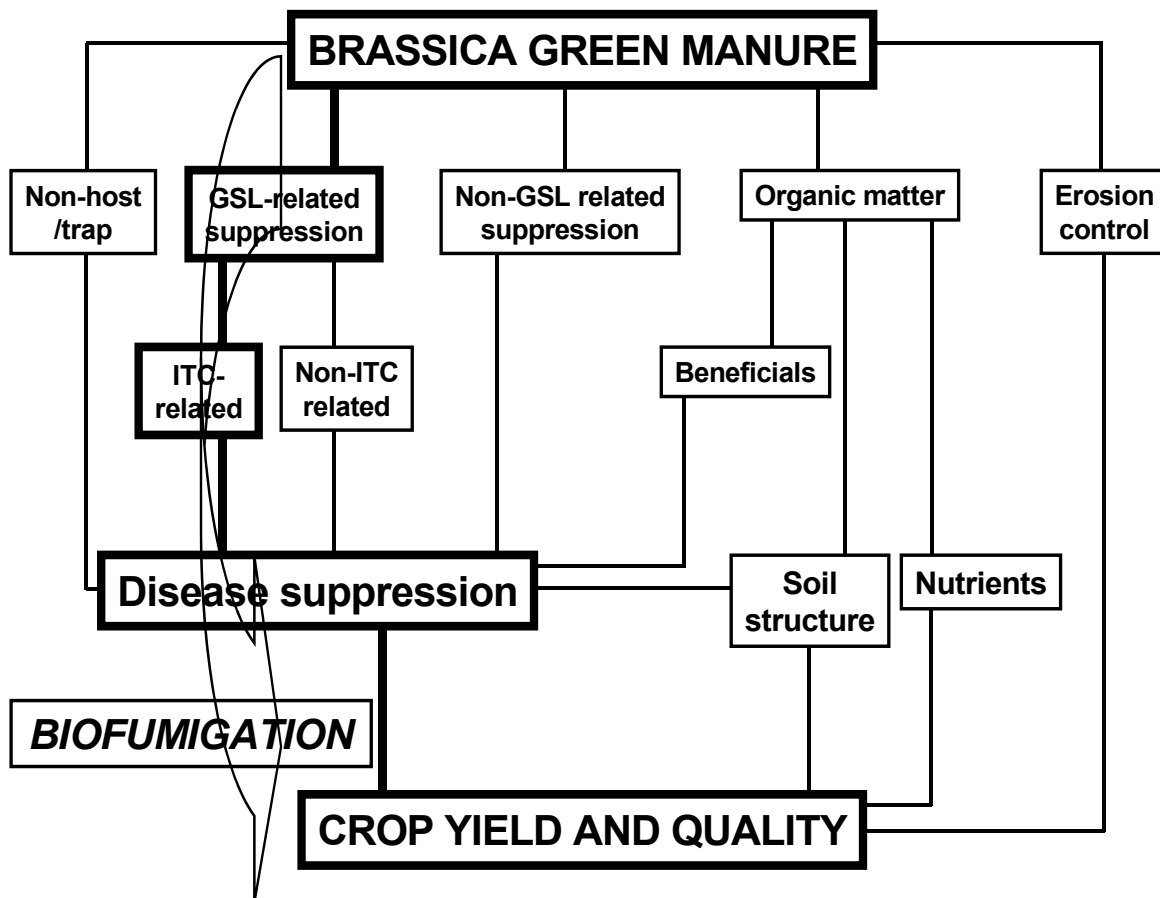 BRASSICA GREEN MANURE
Non-host
/trap
GSL-related
suppression
Non-GSL related
suppression
Organic matter
Erosion
control
ITC-
related
Non-ITC
related
Beneficials
Disease suppression
Soil
structure
Nutrients
BIOFUMIGATION
CROP YIELD AND QUALITY